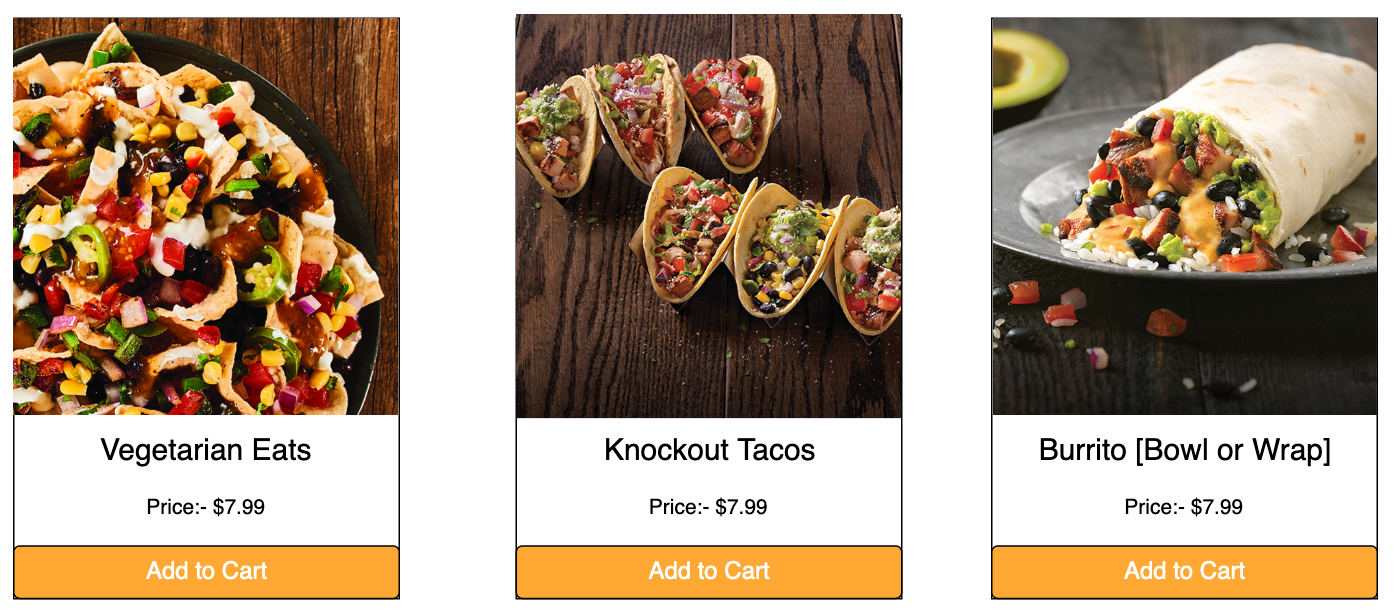 Vegetarian Eats
Price:- $7.99
Add to Cart
Knockout Tacos
Price:- $7.99
Add to Cart
Burrito [Bowl or Wrap]
Price:- $7.99
Add to Cart